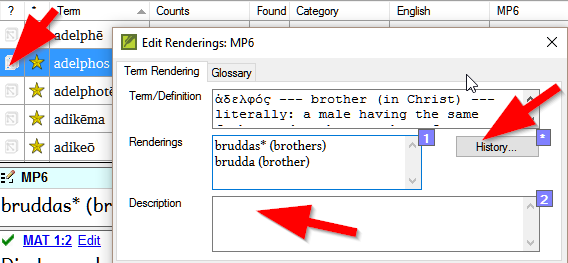 ? Term Counts Found Category English MP6
adelphē
adelphos
adelphotē
adikēma
adikeō
MP6
bruddas* (br
MAT 1:2 Edit
Edit Renderings: MP6
Term Rendering Glossary
Term/Definition
ἀδελφός --- brother (in Christ) ---
literally: a male having the same
Renderings
bruddas* (brothers)
brudda (brother)
1
History...
*
Description
2